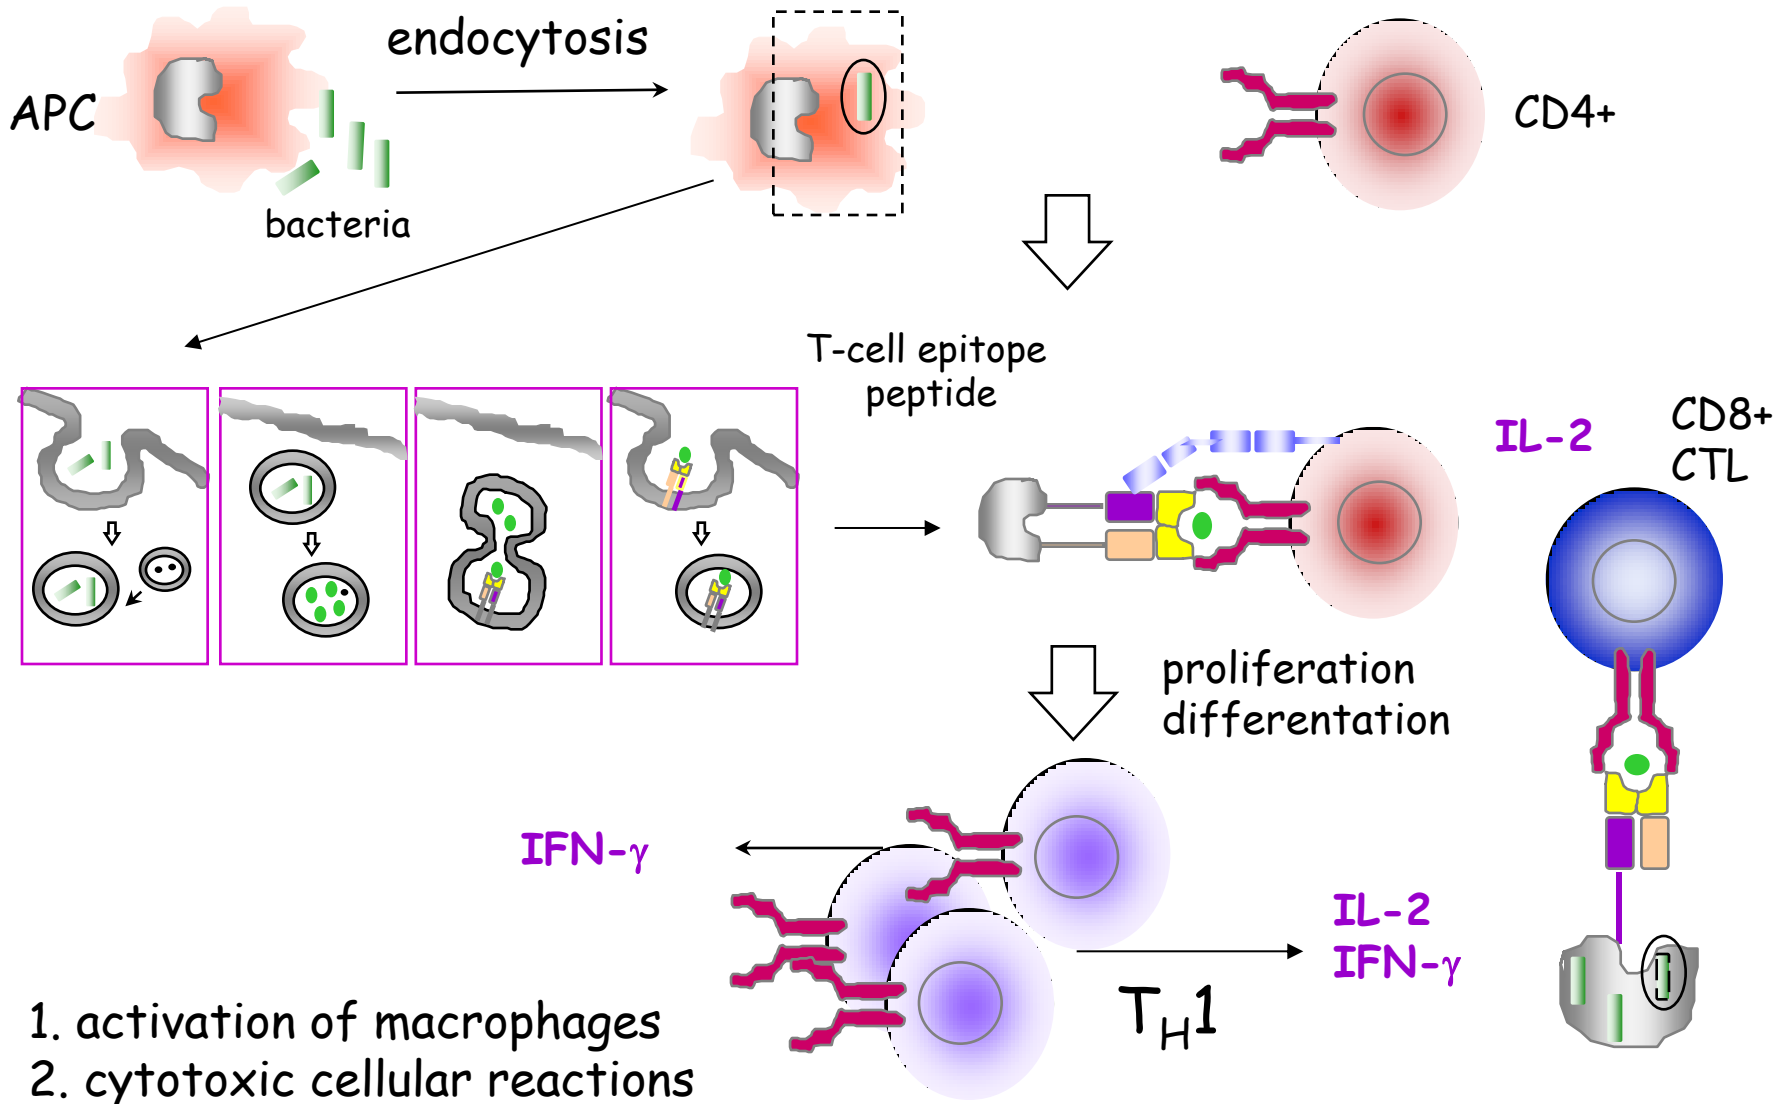 endocytosis
APC
bacteria
CD4+
T-cell epitope
peptide
IL-2
CD8+
CTL
proliferation
differentation
IFN-γ
IL-2
IFN-γ
TH1
1. activation of macrophages
2. cytotoxic cellular reactions